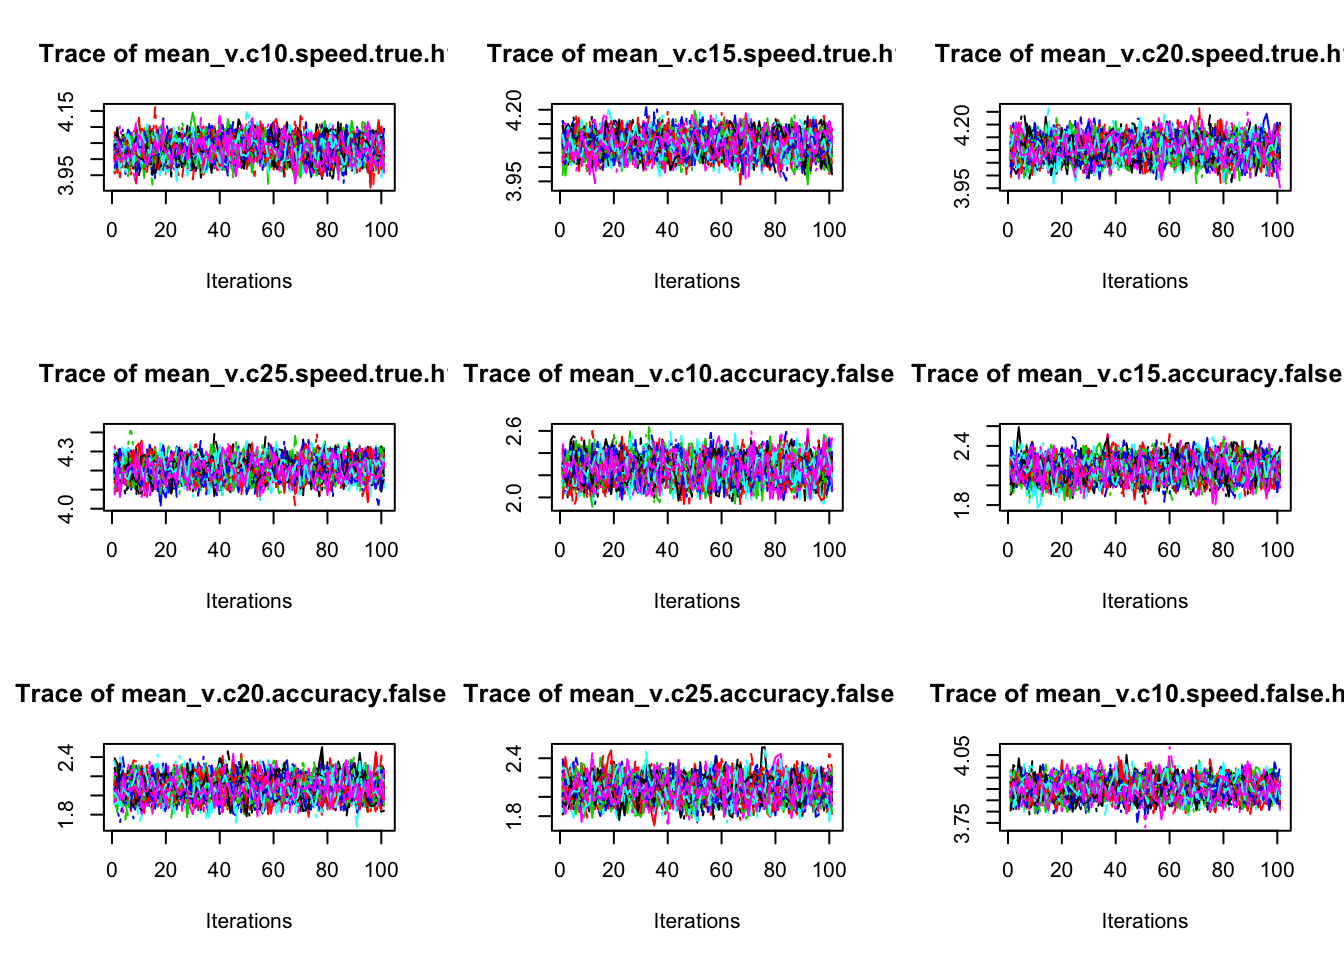 Trace of mean_v.c10.speed.true.h
Trace of mean_v.c15.speed.true.h
Trace of mean_v.c20.speed.true.h
4.15
3.95
4.20
3.95
4.20
3.95
0 20 40 60 80 100
0 20 40 60 80 100
0 20 40 60 80 100
Iterations
Iterations
Iterations
Trace of mean_v.c25.speed.true.h
Trace of mean_v.c10.accuracy.false
Trace of mean_v.c15.accuracy.false
4.3
4.0
2.6
2.0
2.4
1.8
0 20 40 60 80 100
0 20 40 60 80 100
0 20 40 60 80 100
Iterations
Iterations
Iterations
Trace of mean_v.c20.accuracy.false
Trace of mean_v.c25.accuracy.false
Trace of mean_v.c10.speed.false.h
2.4
1.8
2.4
1.8
4.05
3.75
0 20 40 60 80 100
0 20 40 60 80 100
0 20 40 60 80 100
Iterations
Iterations
Iterations